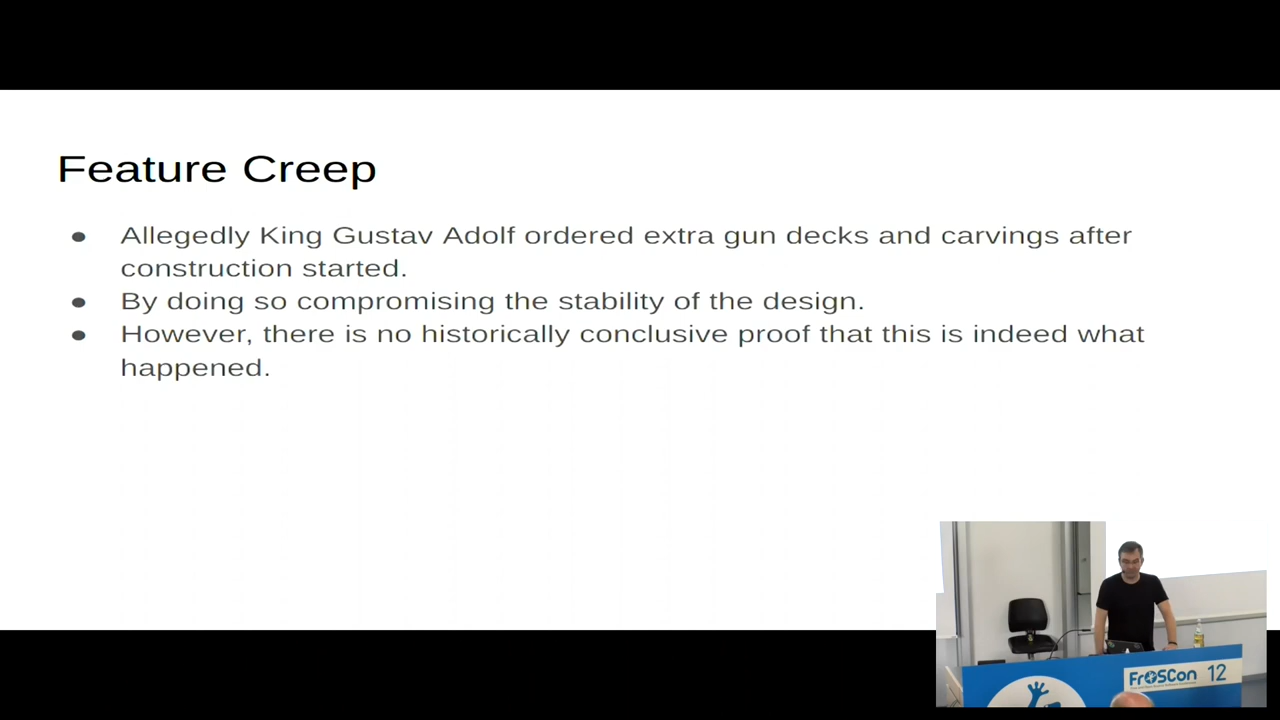 Feature Creep
● Allegedly King Gustav Adolf ordered extra gun decks and carvings after
construction started.
● By doing so compromising the stability of the design.
● However, there is no historically conclusive proof that this is indeed what
happened.
FrOSCon 12